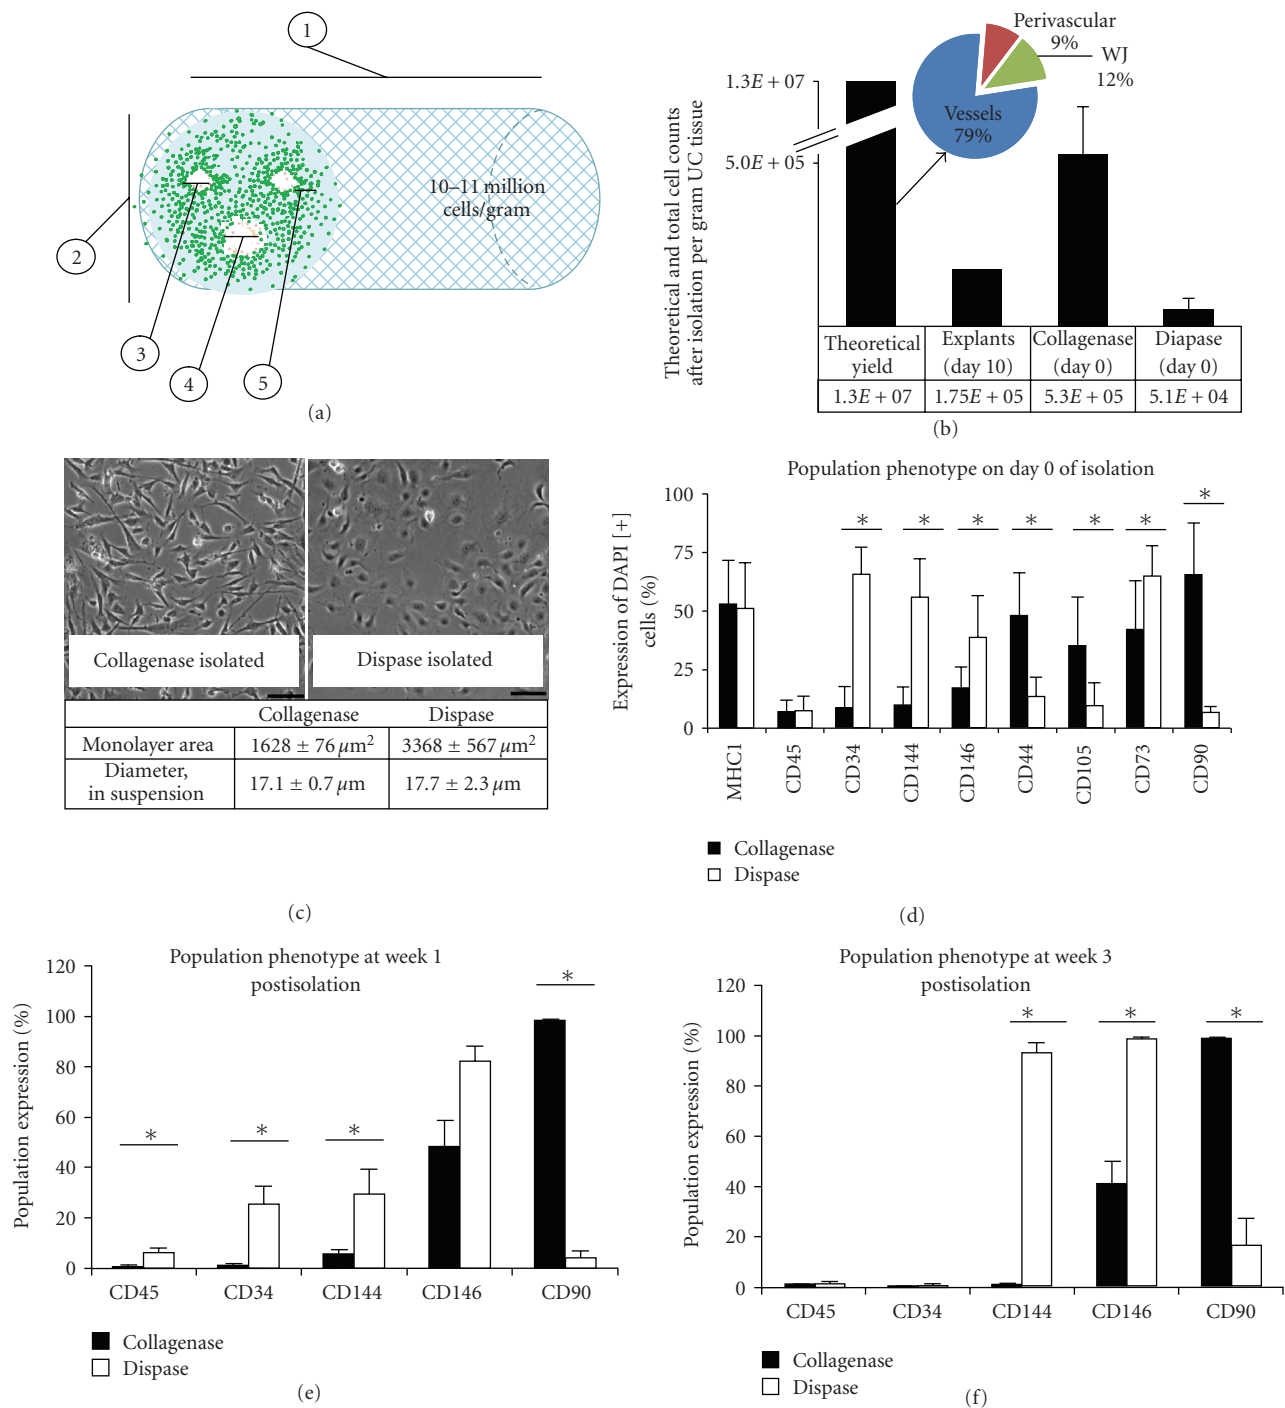 1
2
3
4
5
10–11 million
cells/gram
(a)
Theoretical and total cell counts
after isolation per gram UC tissue
1.3E + 07
5.0E + 05
Perivascular
9%
WJ
12%
Vessels
79%
Theoretical
yield
Explants
(day 10)
Collagenase
(day 0)
Diapase
(day 0)
1.3E + 07
1.75E + 05
5.3E + 05
5.1E + 04
(b)
Collagenase isolated
Dispase isolated
Collagenase
Dispase
Monolayer area
1628 ± 76 μm²
3368 ± 567 μm²
Diameter,
in suspension
17.1 ± 0.7 μm
17.7 ± 2.3 μm
(c)
Population phenotype on day 0 of isolation
Expression of DAPI [+]
cells (%)
100
75
50
25
0
* * * * * * *
MHC1
CD45
CD34
CD144
CD146
CD44
CD105
CD73
CD90
Collagenase
Dispase
(d)
Population phenotype at week 1
postisolation
Population expression (%)
120
100
80
60
40
20
0
* * * *
CD45
CD34
CD144
CD146
CD90
Collagenase
Dispase
(e)
Population phenotype at week 3
postisolation
Population expression (%)
120
100
80
60
40
20
0
* * *
CD45
CD34
CD144
CD146
CD90
Collagenase
Dispase
(f)